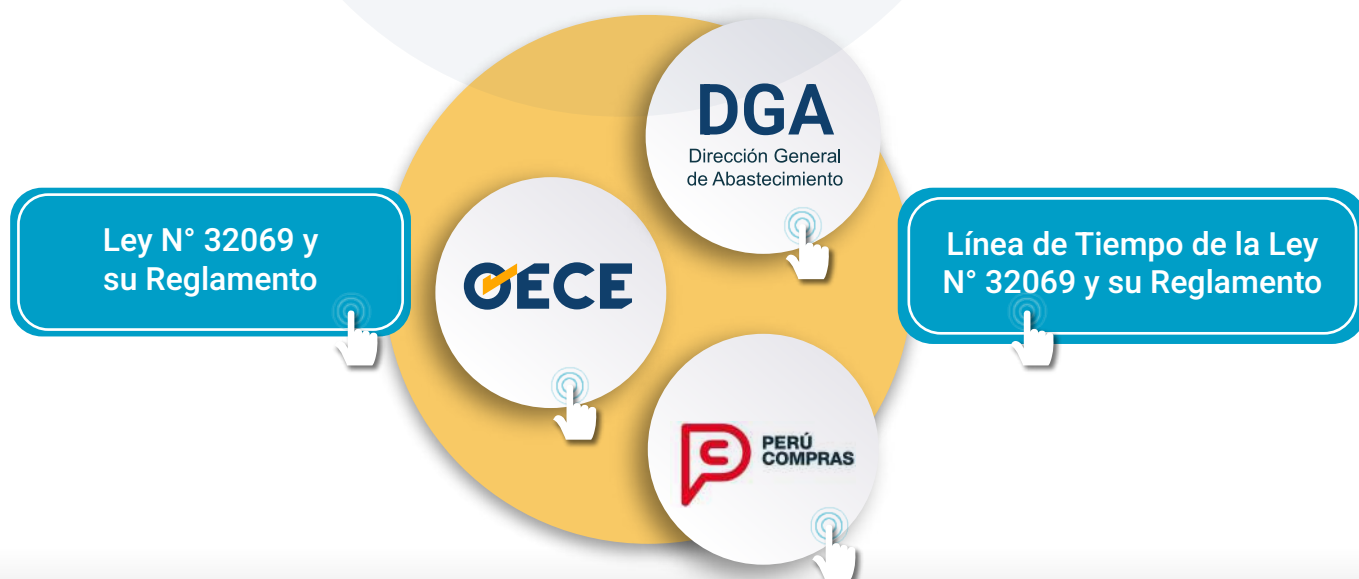 DGA
Dirección General
de Abastecimiento
Ley N° 32069 y
su Reglamento
OECE
Línea de Tiempo de la Ley
N° 32069 y su Reglamento
PERÚ
COMPRAS